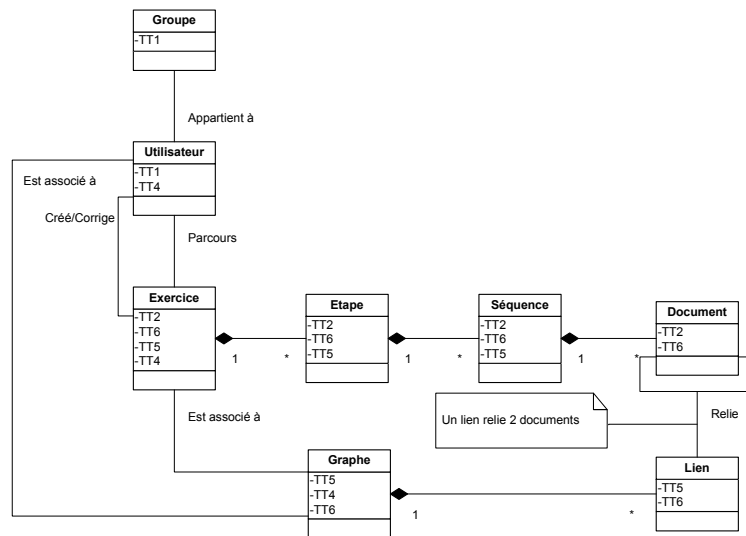 Groupe
-TT1
Appartient à
Utilisateur
-TT1
-TT4
Est associé à
Créé/Corrige
Parcours
Exercice
-TT2
-TT6
-TT5
-TT4
1
*
Etape
-TT2
-TT6
-TT5
1
*
Séquence
-TT2
-TT6
-TT5
1
*
Document
-TT2
-TT6
Est associé à
Un lien relie 2 documents
Relie
Graphe
-TT5
-TT4
-TT6
1
*
Lien
-TT5
-TT6